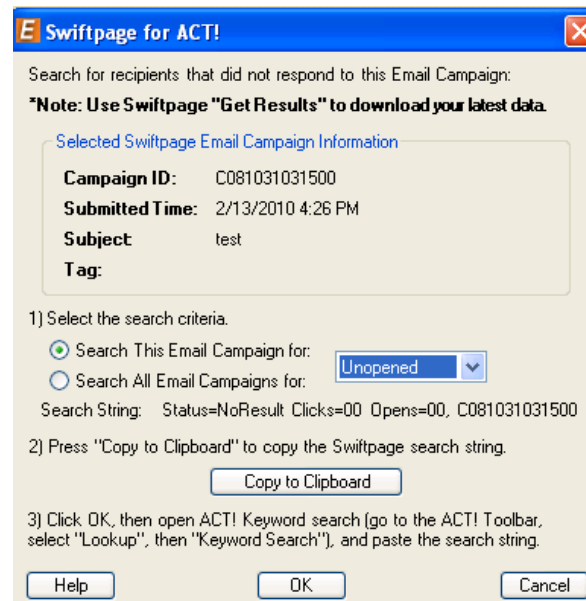 E Swiftpage for ACT!
Search for recipients that did not respond to this Email Campaign:
*Note: Use Swiftpage "Get Results" to download your latest data.
Selected Swiftpage Email Campaign Information
Campaign ID: C081031031500
Submitted Time: 2/13/2010 4:26 PM
Subject: test
Tag:
1) Select the search criteria.
Search This Email Campaign for:
Unopened
Search All Email Campaigns for:
Search String: Status=NoResult Clicks=00 Opens=00, C081031031500
2) Press "Copy to Clipboard" to copy the Swiftpage search string.
Copy to Clipboard
3) Click OK, then open ACT! Keyword search (go to the ACT! Toolbar,
select "Lookup", then "Keyword Search"), and paste the search string.
Help OK Cancel